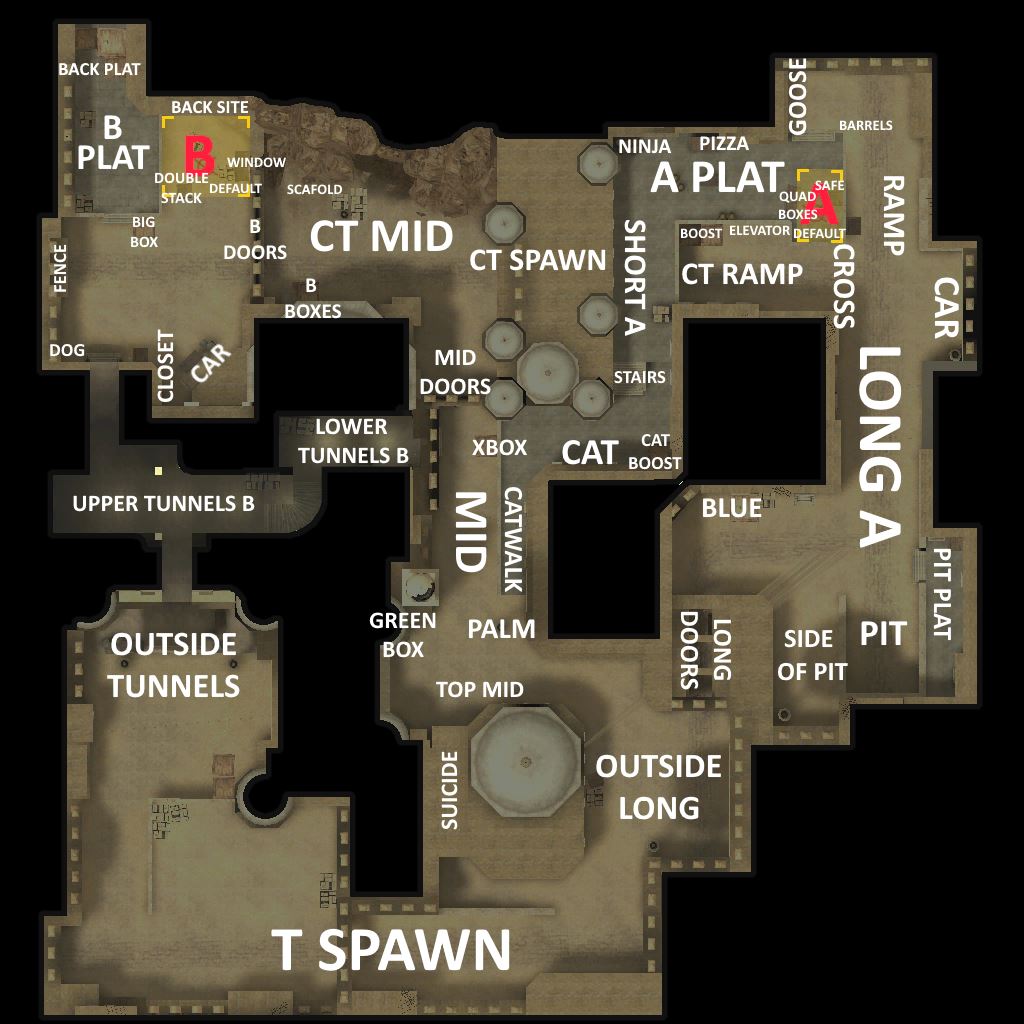 GOOSE
BACK PLAT
BACK SITE
BARRELS
B
PLAT
B
NINJA
PIZZA
A PLAT
WINDOW
DOUBLE
STACK
DEFAULT
SCAFOLD
SAFE
QUAD
BOXES
A
DEFAULT
RAMP
BIG
BOX
B
DOORS
CT MID
CT SPAWN
SHORT A
BOOST
ELEVATOR
CT RAMP
CROSS
CAR
FENCE
B
BOXES
DOG
CLOSET
CAR
MID
DOORS
STAIRS
LONG A
LOWER
TUNNELS B
XBOX
CAT
CAT
BOOST
UPPER TUNNELS B
MID
CATWALK
BLUE
PIT PLAT
GREEN
BOX
PALM
LONG
DOORS
SIDE
OF PIT
PIT
OUTSIDE
TUNNELS
TOP MID
SUICIDE
OUTSIDE
LONG
T SPAWN